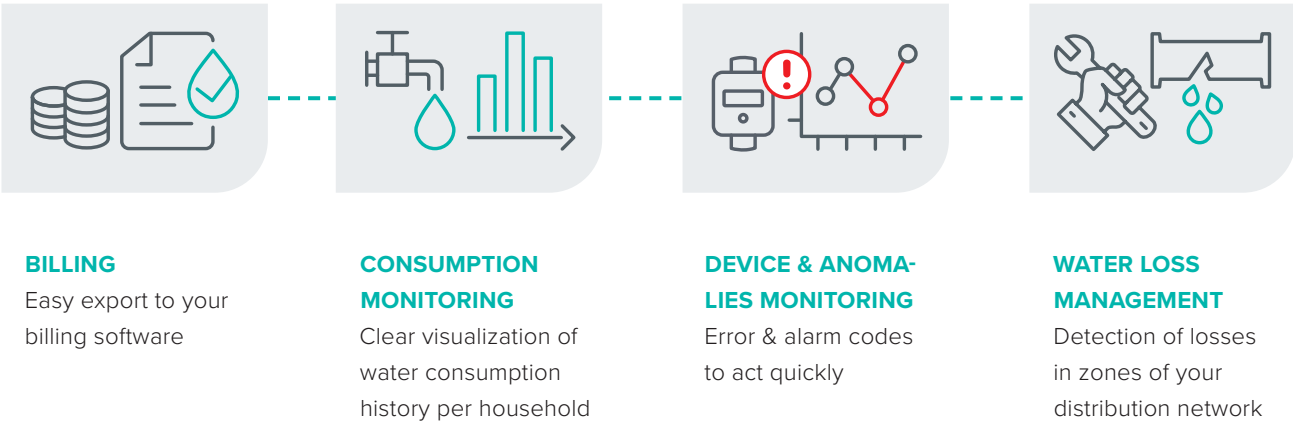 BILLING
Easy export to your
billing software
CONSUMPTION
MONITORING
Clear visualization of
water consumption
history per household
DEVICE & ANOMA-
LIES MONITORING
Error & alarm codes
to act quickly
WATER LOSS
MANAGEMENT
Detection of losses
in zones of your
distribution network